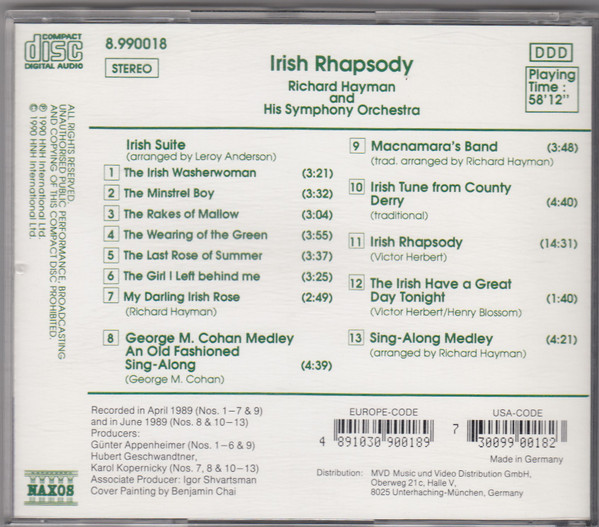 COMPACT
disc
DIGITAL AUDIO
8.990018
STEREO
Irish Rhapsody
Richard Hayman
and
His Symphony Orchestra
DDD
Playing
Time :
58'12"
ALL RIGHTS RESERVED.
UNAUTHORISED PUBLIC PERFORMANCE, BROADCASTING
AND COPYING OF THIS COMPACT DISC PROHIBITED.
℗ 1990 HNH International Ltd.
© 1990 HNH International Ltd.
Irish Suite
(arranged by Leroy Anderson)
1 The Irish Washerwoman (3:21)
2 The Minstrel Boy (3:32)
3 The Rakes of Mallow (3:04)
4 The Wearing of the Green (3:55)
5 The Last Rose of Summer (3:37)
6 The Girl I Left behind me (3:25)
7 My Darling Irish Rose (2:49)
(Richard Hayman)
8 George M. Cohan Medley
An Old Fashioned
Sing-Along (4:39)
(George M. Cohan)
9 Macnamara's Band (3:48)
(trad. arranged by Richard Hayman)
10 Irish Tune from County
Derry (4:40)
(traditional)
11 Irish Rhapsody (14:31)
(Victor Herbert)
12 The Irish Have a Great
Day Tonight (1:40)
(Victor Herbert/Henry Blossom)
13 Sing-Along Medley (4:21)
(arranged by Richard Hayman)
Recorded in April 1989 (Nos. 1-7 & 9)
and in June 1989 (Nos. 8 & 10-13)
Producers:
Günter Appenheimer (Nos. 1-6 & 9)
Hubert Geschwandtner,
Karol Kopernicky (Nos. 7, 8 & 10-13)
Associate Producer: Igor Shvartsman
Cover Painting by Benjamin Chai
NAXOS
EUROPE-CODE
4 891030 900189
USA-CODE
7 30099 00182
Made in Germany
Distribution: MVD Music und Video Distribution GmbH,
Oberweg 21c, Halle V,
8025 Unterhaching-München, Germany